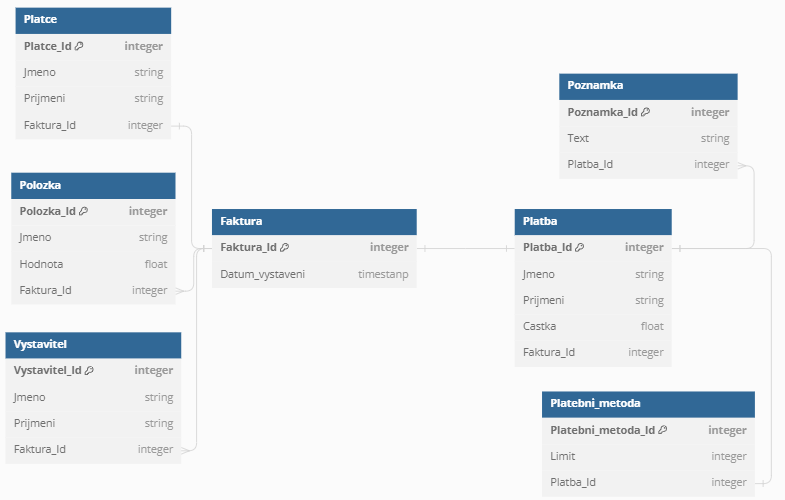 Platce
Platce_Id integer
Jmeno string
Prijmeni string
Faktura_Id integer
Polozka
Polozka_Id integer
Jmeno string
Hodnota float
Faktura_Id integer
Vystavitel
Vystavitel_Id integer
Jmeno string
Prijmeni string
Faktura_Id integer
Faktura
Faktura_Id integer
Datum_vystaveni timestanp
Poznamka
Poznamka_Id integer
Text string
Platba_Id integer
Platba
Platba_Id integer
Jmeno string
Prijmeni string
Castka float
Faktura_Id integer
Platebni_metoda
Platebni_metoda_Id integer
Limit integer
Platba_Id integer